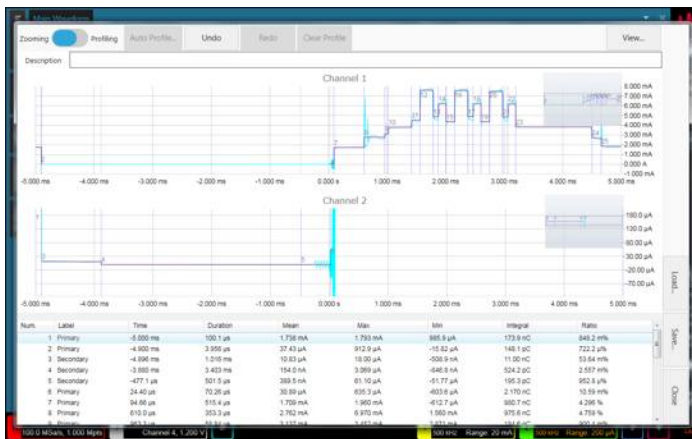 Main Waveform
Zooming Profiling Auto Profile... Undo Redo Clear Profile View...
Description
Channel 1
8.000 mA
7.000 mA
6.000 mA
5.000 mA
4.000 mA
3.000 mA
2.000 mA
1.000 mA
0.000 A
-1.000 mA
-5.000 ms -4.000 ms -3.000 ms -2.000 ms -1.000 ms 0.000 s 1.000 ms 2.000 ms 3.000 ms 4.000 ms 5.000 ms
Channel 2
180.0 µA
130.0 µA
80.00 µA
30.00 µA
-20.00 µA
-70.00 µA
-5.000 ms -4.000 ms -3.000 ms -2.000 ms -1.000 ms 0.000 s 1.000 ms 2.000 ms 3.000 ms 4.000 ms 5.000 ms
Load...
Save...
Close
Num. Label Time Duration Mean Max Min Integral Ratio
1 Primary -5.000 ms 100.1 µs 1.738 mA 1.793 mA 985.9 µA 173.9 nC 849.2 m%
2 Primary -4.900 ms 3.956 µs 37.43 µA 912.9 µA -15.82 µA 148.1 pC 722.2 µ%
3 Secondary -4.896 ms 1.016 ms 10.83 µA 18.00 µA -508.9 nA 11.00 nC 53.64 m%
4 Secondary -3.880 ms 3.403 ms 154.0 nA 3.069 µA -846.8 nA 524.2 pC 2.557 m%
5 Secondary -477.1 µs 501.5 µs 389.5 nA 61.10 µA -51.77 µA 195.3 pC 952.8 µ%
6 Primary 24.40 µs 70.26 µs 30.89 µA 635.3 µA -603.6 µA 2.170 nC 10.59 m%
7 Primary 94.66 µs 515.4 µs 1.709 mA 1.960 mA -612.7 µA 880.7 nC 4.296 %
8 Primary 610.0 µs 353.3 µs 2.762 mA 6.970 mA 1.560 mA 975.6 nC 4.759 %
100.0 MSa/s, 1.000 Mpts Channel 4, 1.200 V 500 kHz Range: 20 mA 500 kHz Range: 200 µA